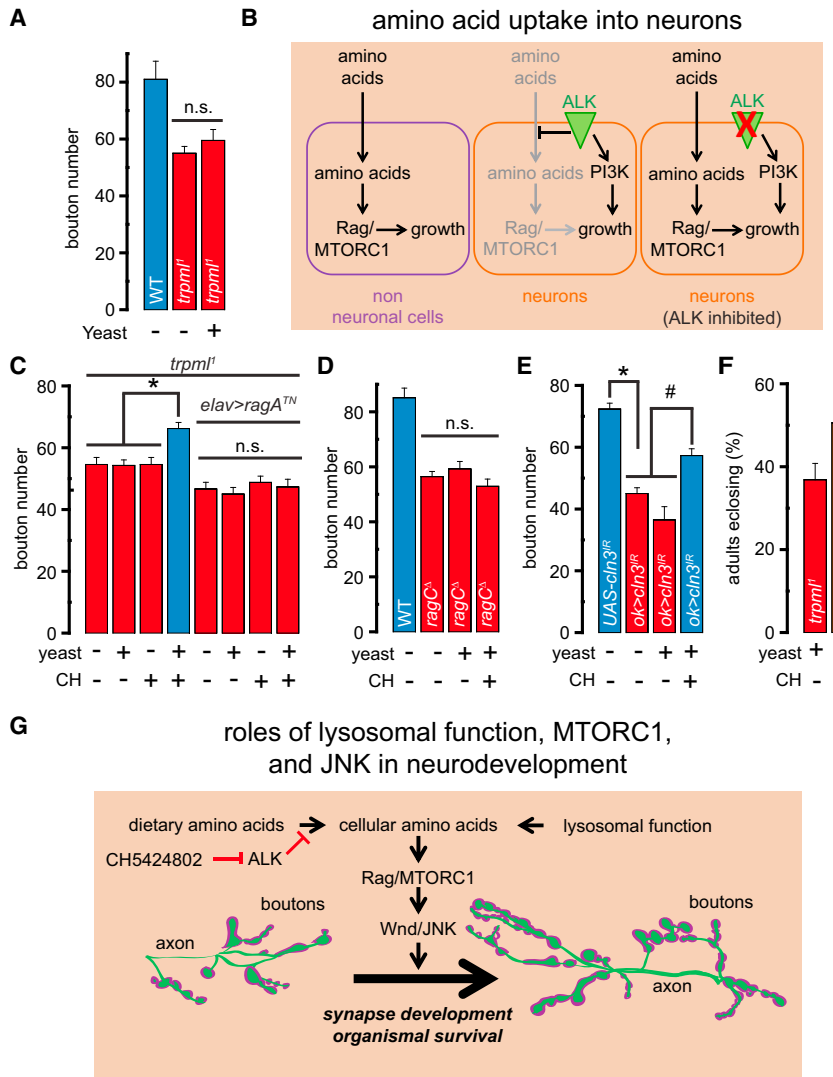 A
bouton number
80
60
40
20
0
n.s.
WT
trpml¹
trpml¹
Yeast - - +
B
amino acid uptake into neurons
amino
acids
amino acids
Rag/
MTORC1
growth
non
neuronal cells
amino
acids
ALK
amino acids
PI3K
Rag/
MTORC1
growth
neurons
amino
acids
ALK
X
amino acids
PI3K
Rag/
MTORC1
growth
neurons
(ALK inhibited)
C
trpml¹
*
elav>ragAᵀᴺ
n.s.
bouton number
80
60
40
20
0
yeast - + - + - + - +
CH - - + + - - + +
D
bouton number
80
60
40
20
0
n.s.
WT
ragCᐃ
ragCᐃ
ragCᐃ
- - + +
- - - +
E
bouton number
80
60
40
20
0
*
#
UAS-cln3ᴵᴿ
ok>cln3ᴵᴿ
ok>cln3ᴵᴿ
ok>cln3ᴵᴿ
yeast - - + +
CH - - - +
F
adults eclosing (%)
60
40
20
0
trpml¹
yeast +
CH -
G
roles of lysosomal function, MTORC1,
and JNK in neurodevelopment
dietary amino acids
cellular amino acids
lysosomal function
CH5424802
ALK
Rag/MTORC1
Wnd/JNK
boutons
axon
boutons
axon
synapse development
organismal survival